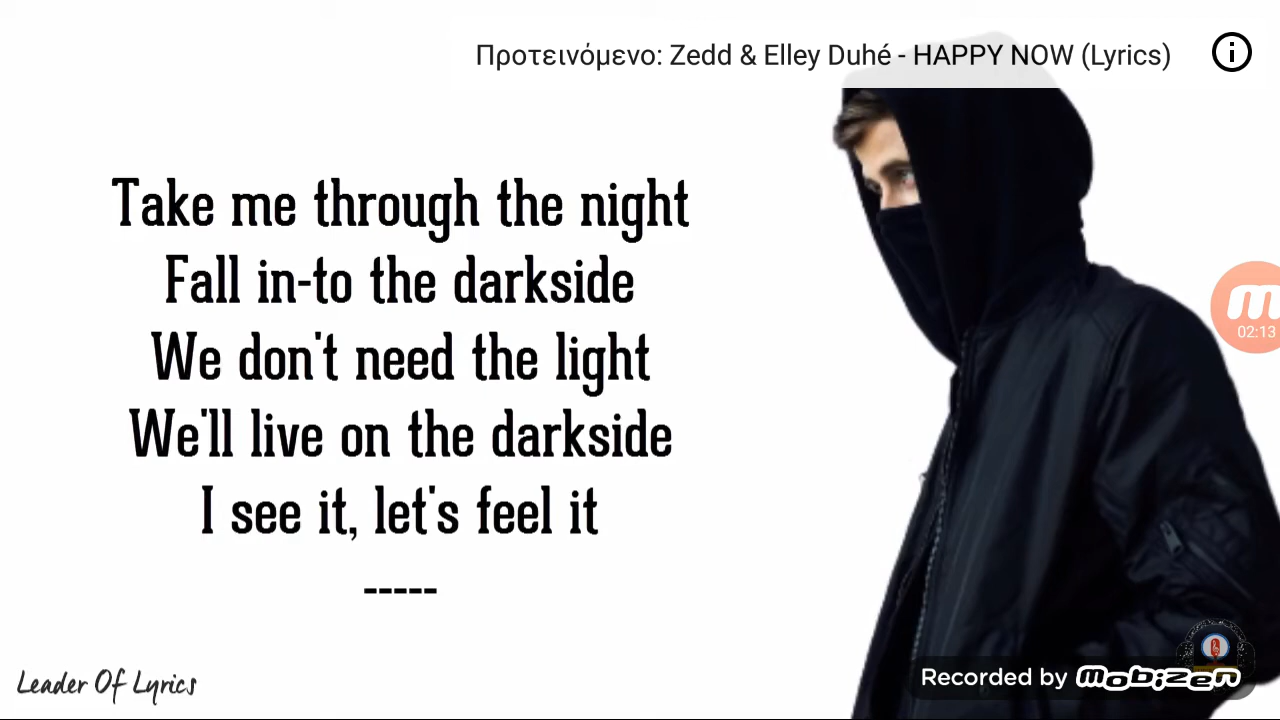 Προτεινόμενο: Zedd & Elley Duhé - HAPPY NOW (Lyrics)
Take me through the night
Fall in-to the darkside
We don't need the light
We'll live on the darkside
I see it, let's feel it
-----
02:13
Leader Of Lyrics
Recorded by mobizen